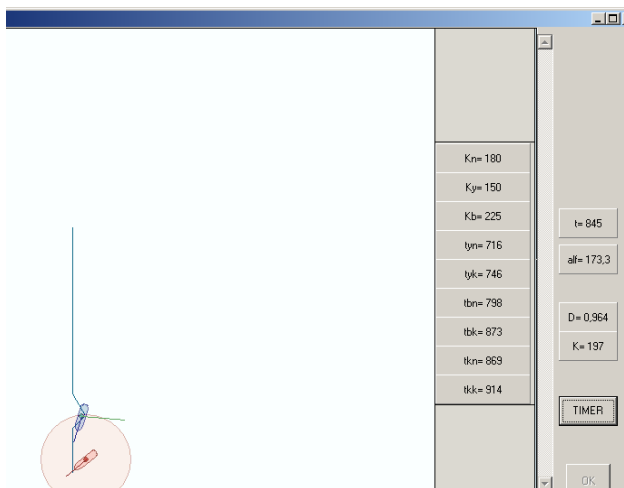 Kn= 180
Ky= 150
Kb= 225
tyn= 716
tyk= 746
tbn= 798
tbk= 873
tkn= 869
tkk= 914
t= 845
alf= 173,3
D= 0,964
K= 197
TIMER
OK